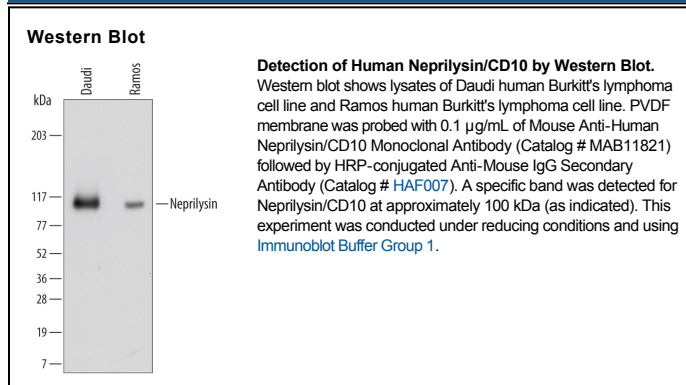 Western Blot
Daudi
Ramos
kDa
203
117
77
52
36
28
19
7
Neprilysin
Detection of Human Neprilysin/CD10 by Western Blot.
Western blot shows lysates of Daudi human Burkitt's lymphoma
cell line and Ramos human Burkitt's lymphoma cell line. PVDF
membrane was probed with 0.1 µg/mL of Mouse Anti-Human
Neprilysin/CD10 Monoclonal Antibody (Catalog # MAB11821)
followed by HRP-conjugated Anti-Mouse IgG Secondary
Antibody (Catalog # HAF007). A specific band was detected for
Neprilysin/CD10 at approximately 100 kDa (as indicated). This
experiment was conducted under reducing conditions and using
Immunoblot Buffer Group 1.